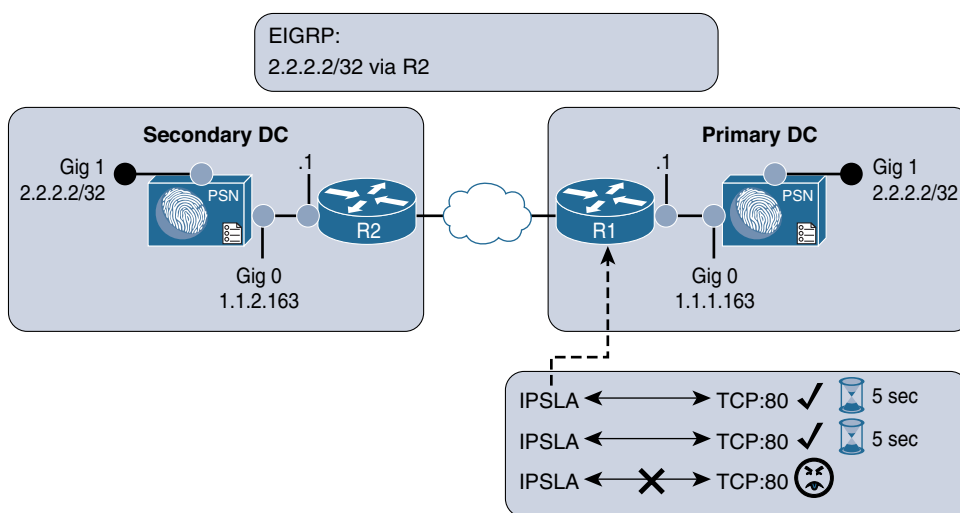 EIGRP:
2.2.2.2/32 via R2
Secondary DC
Gig 1
2.2.2.2/32
PSN
.1
R2
Gig 0
1.1.2.163
Primary DC
.1
R1
PSN
Gig 1
2.2.2.2/32
Gig 0
1.1.1.163
IPSLA TCP:80 5 sec
IPSLA TCP:80 5 sec
IPSLA TCP:80